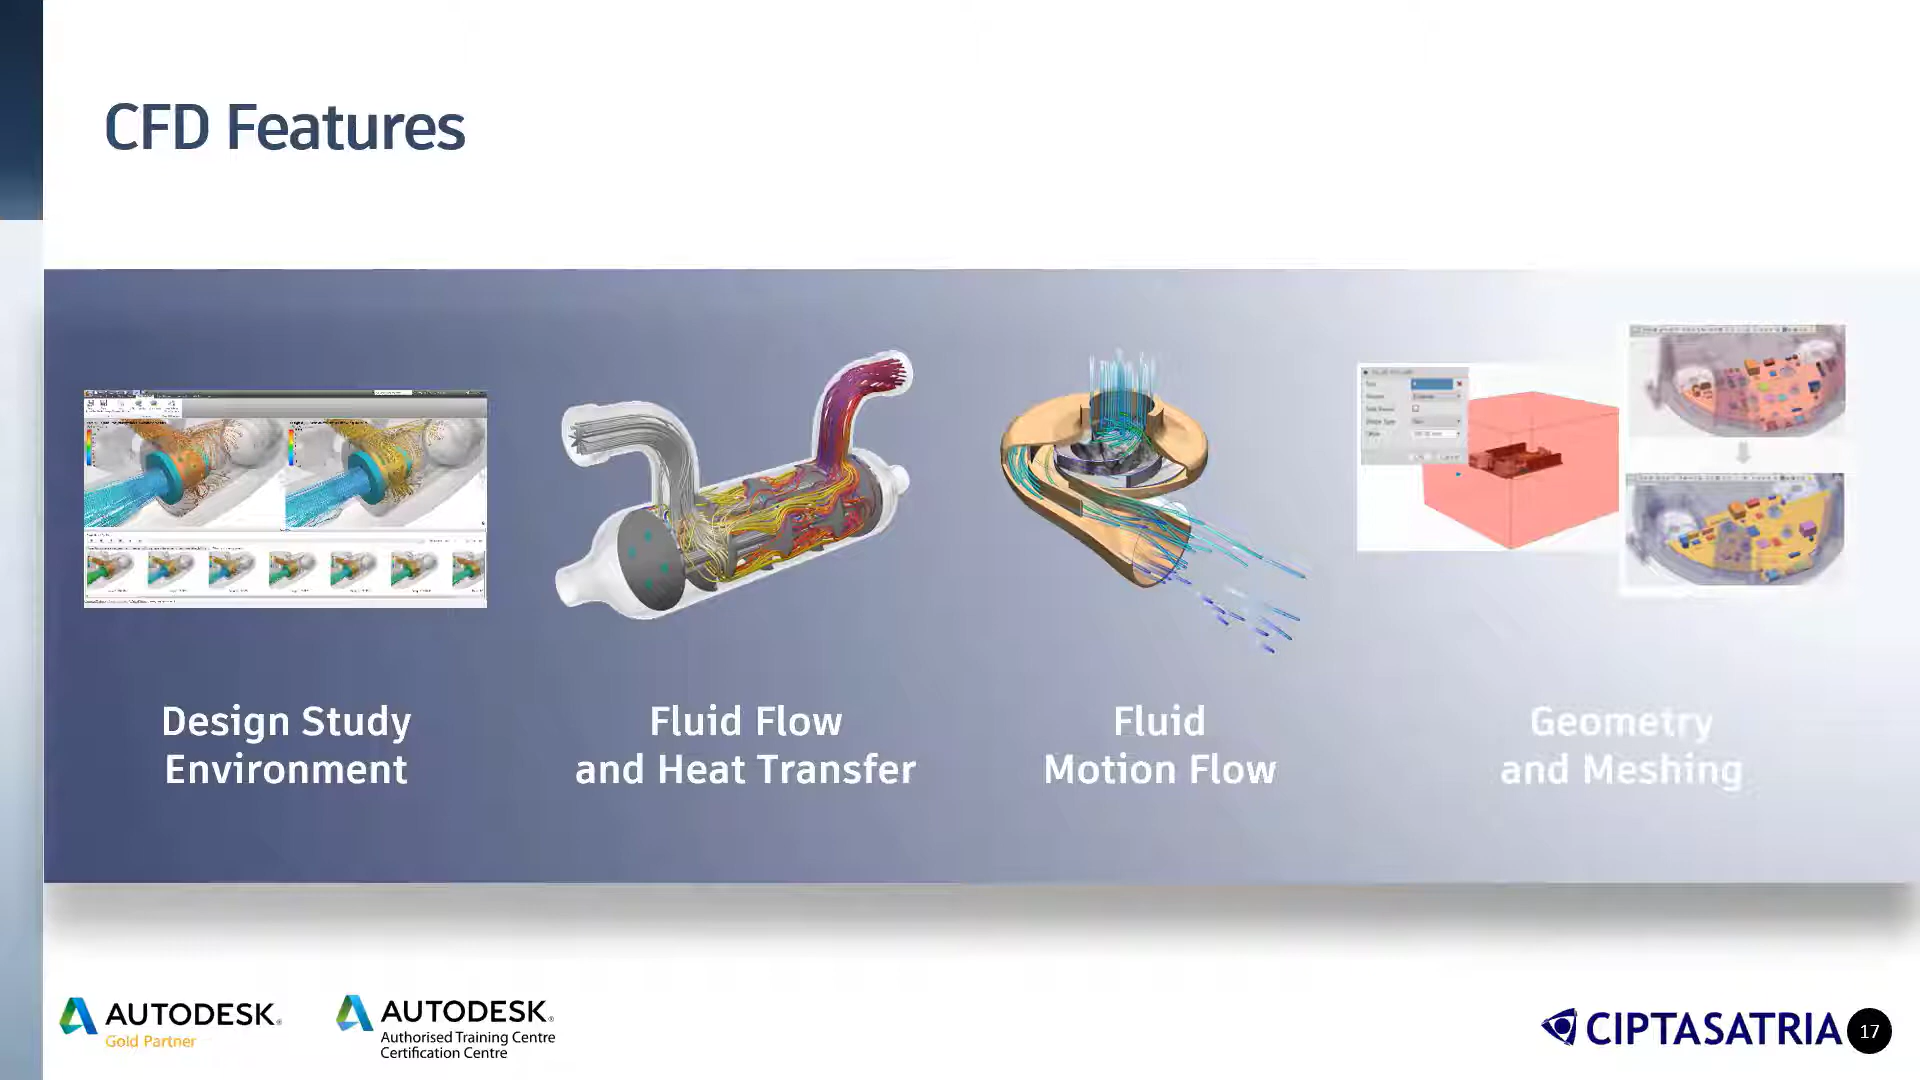 CFD Features
Design Study
Environment
Fluid Flow
and Heat Transfer
Fluid
Motion Flow
Geometry
and Meshing
AUTODESK®
Gold Partner
AUTODESK®
Authorised Training Centre
Certification Centre
CIPTASATRIA
17